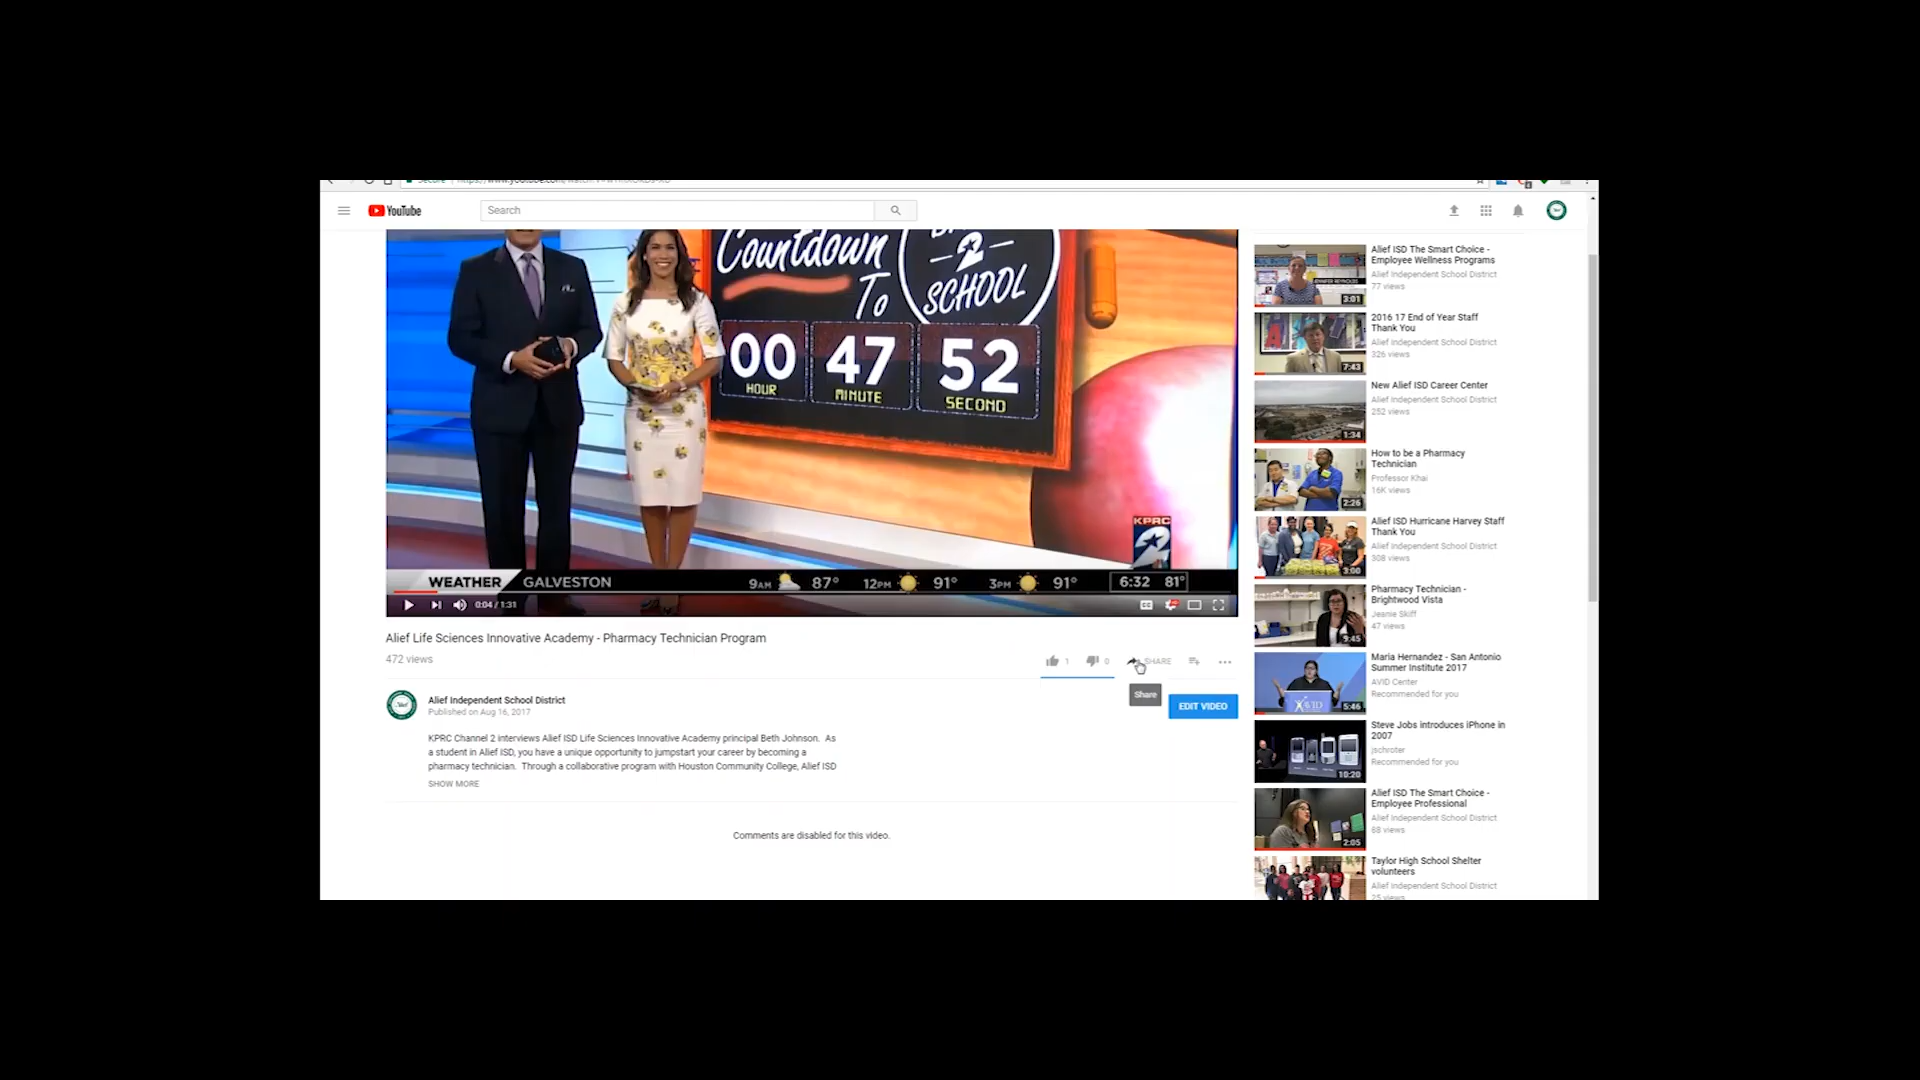 Secure
YouTube
Search
Countdown
To
2
SCHOOL
00 47 52
HOUR MINUTE SECOND
KPRC
2
WEATHER GALVESTON 9AM 87° 12PM 91° 3PM 91° 6:32 81°
0:04 / 1:31
Alief Life Sciences Innovative Academy - Pharmacy Technician Program
472 views
1 0 SHARE
Share
Alief Independent School District
Published on Aug 16, 2017
EDIT VIDEO
KPRC Channel 2 interviews Alief ISD Life Sciences Innovative Academy principal Beth Johnson. As
a student in Alief ISD, you have a unique opportunity to jumpstart your career by becoming a
pharmacy technician. Through a collaborative program with Houston Community College, Alief ISD
SHOW MORE
Comments are disabled for this video.
Alief ISD The Smart Choice -
Employee Wellness Programs
Alief Independent School District
77 views
3:01
2016 17 End of Year Staff
Thank You
Alief Independent School District
326 views
7:43
New Alief ISD Career Center
Alief Independent School District
252 views
1:34
How to be a Pharmacy
Technician
Professor Khai
16K views
2:26
Alief ISD Hurricane Harvey Staff
Thank You
Alief Independent School District
308 views
3:00
Pharmacy Technician -
Brightwood Vista
Jeanie Skiff
47 views
9:45
Maria Hernandez - San Antonio
Summer Institute 2017
AVID Center
Recommended for you
AVID
5:46
Steve Jobs introduces iPhone in
2007
jschroter
Recommended for you
10:20
Alief ISD The Smart Choice -
Employee Professional
Alief Independent School District
88 views
2:05
Taylor High School Shelter
volunteers
Alief Independent School District
25 views